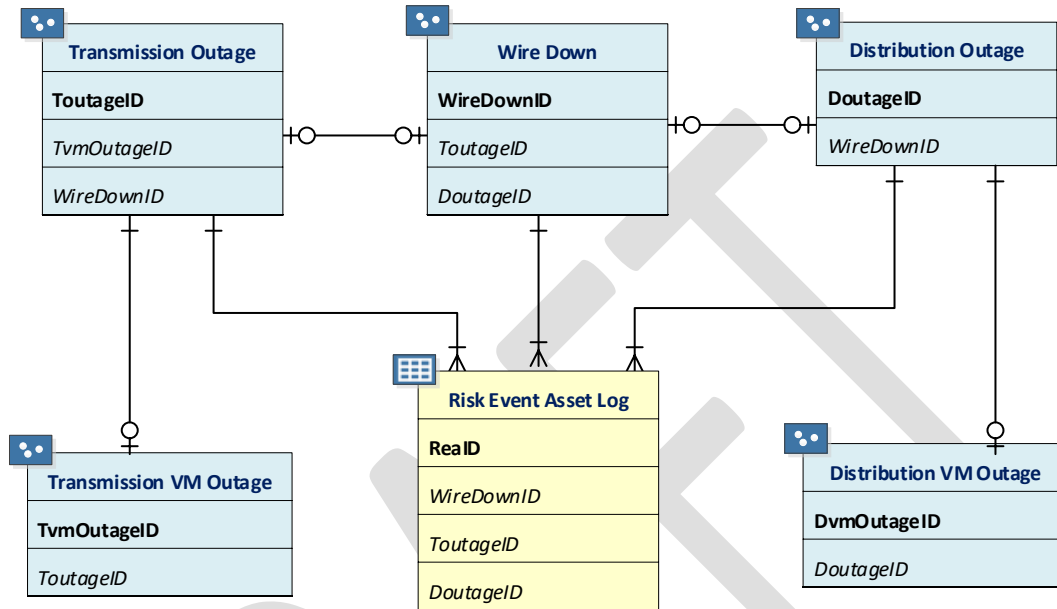 Transmission Outage
ToutageID
TvmOutageID
WireDownID
Wire Down
WireDownID
ToutageID
DoutageID
Distribution Outage
DoutageID
WireDownID
Risk Event Asset Log
ReaID
WireDownID
ToutageID
DoutageID
Transmission VM Outage
TvmOutageID
ToutageID
Distribution VM Outage
DvmOutageID
DoutageID